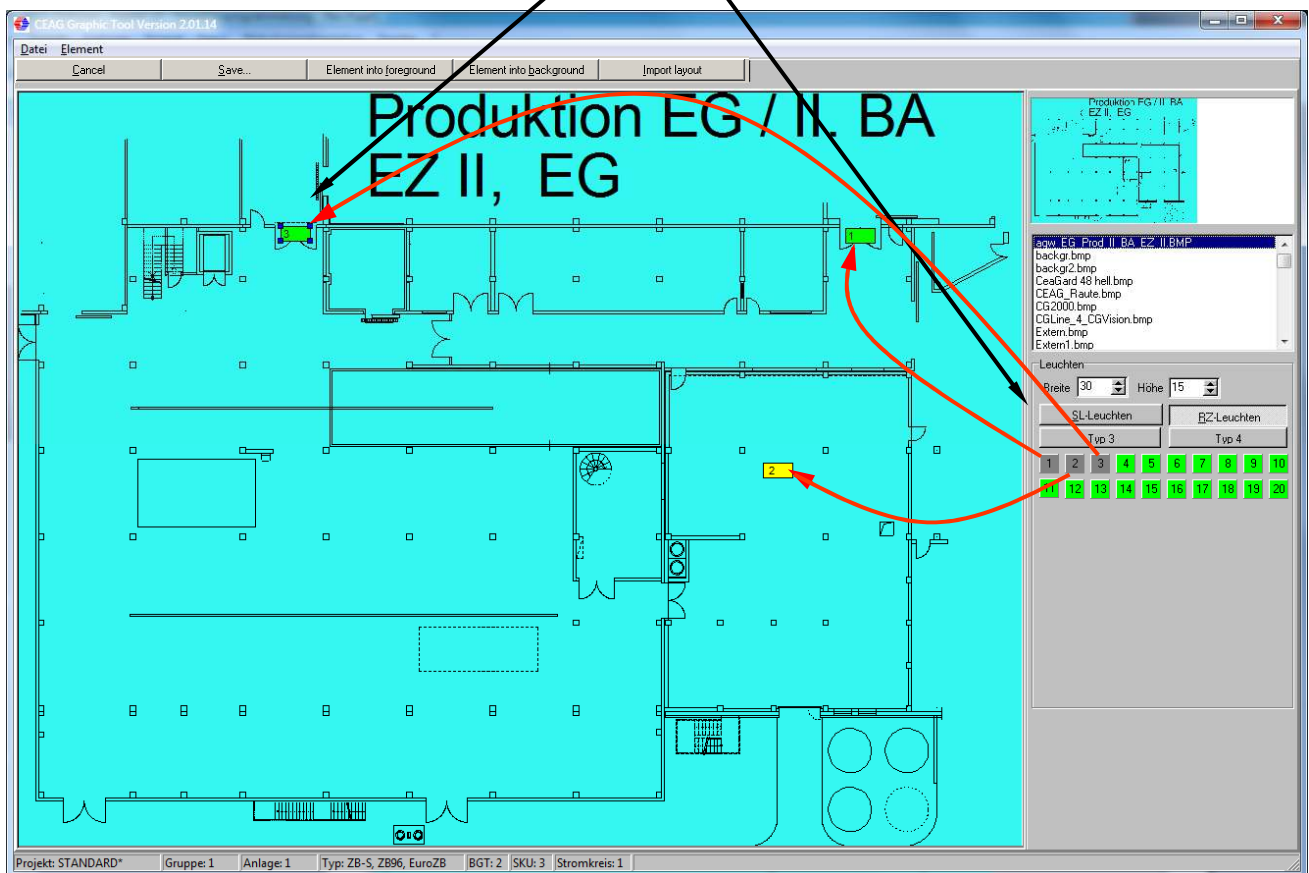 CEAG Graphic Tool Version 2.01.14
Datei Element
Cancel Save... Element into foreground Element into background Import layout
Produktion EG / II. BA
EZ II, EG
Produktion EG / II BA
EZ II, EG
agw_EG_Prod_II_BA_EZ_II.BMP
backgr.bmp
backgr2.bmp
CeaGard 48 hell.bmp
CEAG_Raute.bmp
CG2000.bmp
CGLine_4_CGVision.bmp
Extern.bmp
Extern1.bmp
Leuchten
Breite 30 Höhe 15
SL-Leuchten RZ-Leuchten
Typ 3 Typ 4
1 2 3 4 5 6 7 8 9 10
11 12 13 14 15 16 17 18 19 20
3
1
2
Projekt: STANDARD* Gruppe: 1 Anlage: 1 Typ: ZB-S, ZB96, EuroZB BGT: 2 SKU: 3 Stromkreis: 1